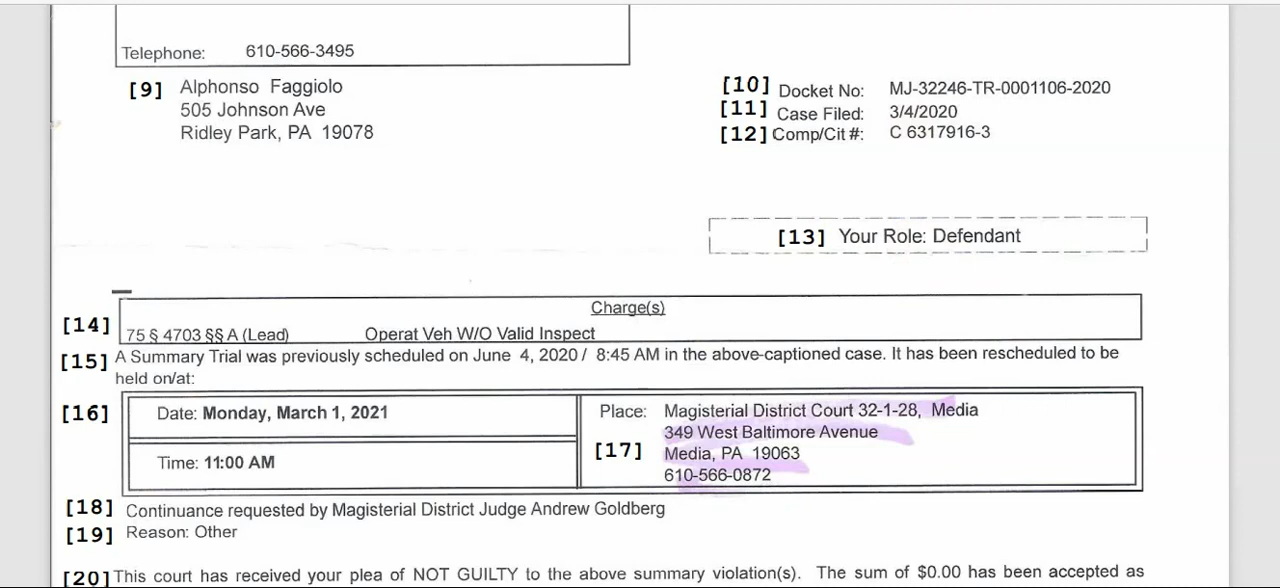 Telephone: 610-566-3495
[9] Alphonso Faggiolo
505 Johnson Ave
Ridley Park, PA 19078
[10] Docket No: MJ-32246-TR-0001106-2020
[11] Case Filed: 3/4/2020
[12] Comp/Cit #: C 6317916-3
[13] Your Role: Defendant
Charge(s)
[14] 75 § 4703 §§ A (Lead) Operat Veh W/O Valid Inspect
[15] A Summary Trial was previously scheduled on June 4, 2020 / 8:45 AM in the above-captioned case. It has been rescheduled to be
held on/at:
[16] Date: Monday, March 1, 2021
Time: 11:00 AM
Place: Magisterial District Court 32-1-28, Media
349 West Baltimore Avenue
[17] Media, PA 19063
610-566-0872
[18] Continuance requested by Magisterial District Judge Andrew Goldberg
[19] Reason: Other
[20] This court has received your plea of NOT GUILTY to the above summary violation(s). The sum of $0.00 has been accepted as